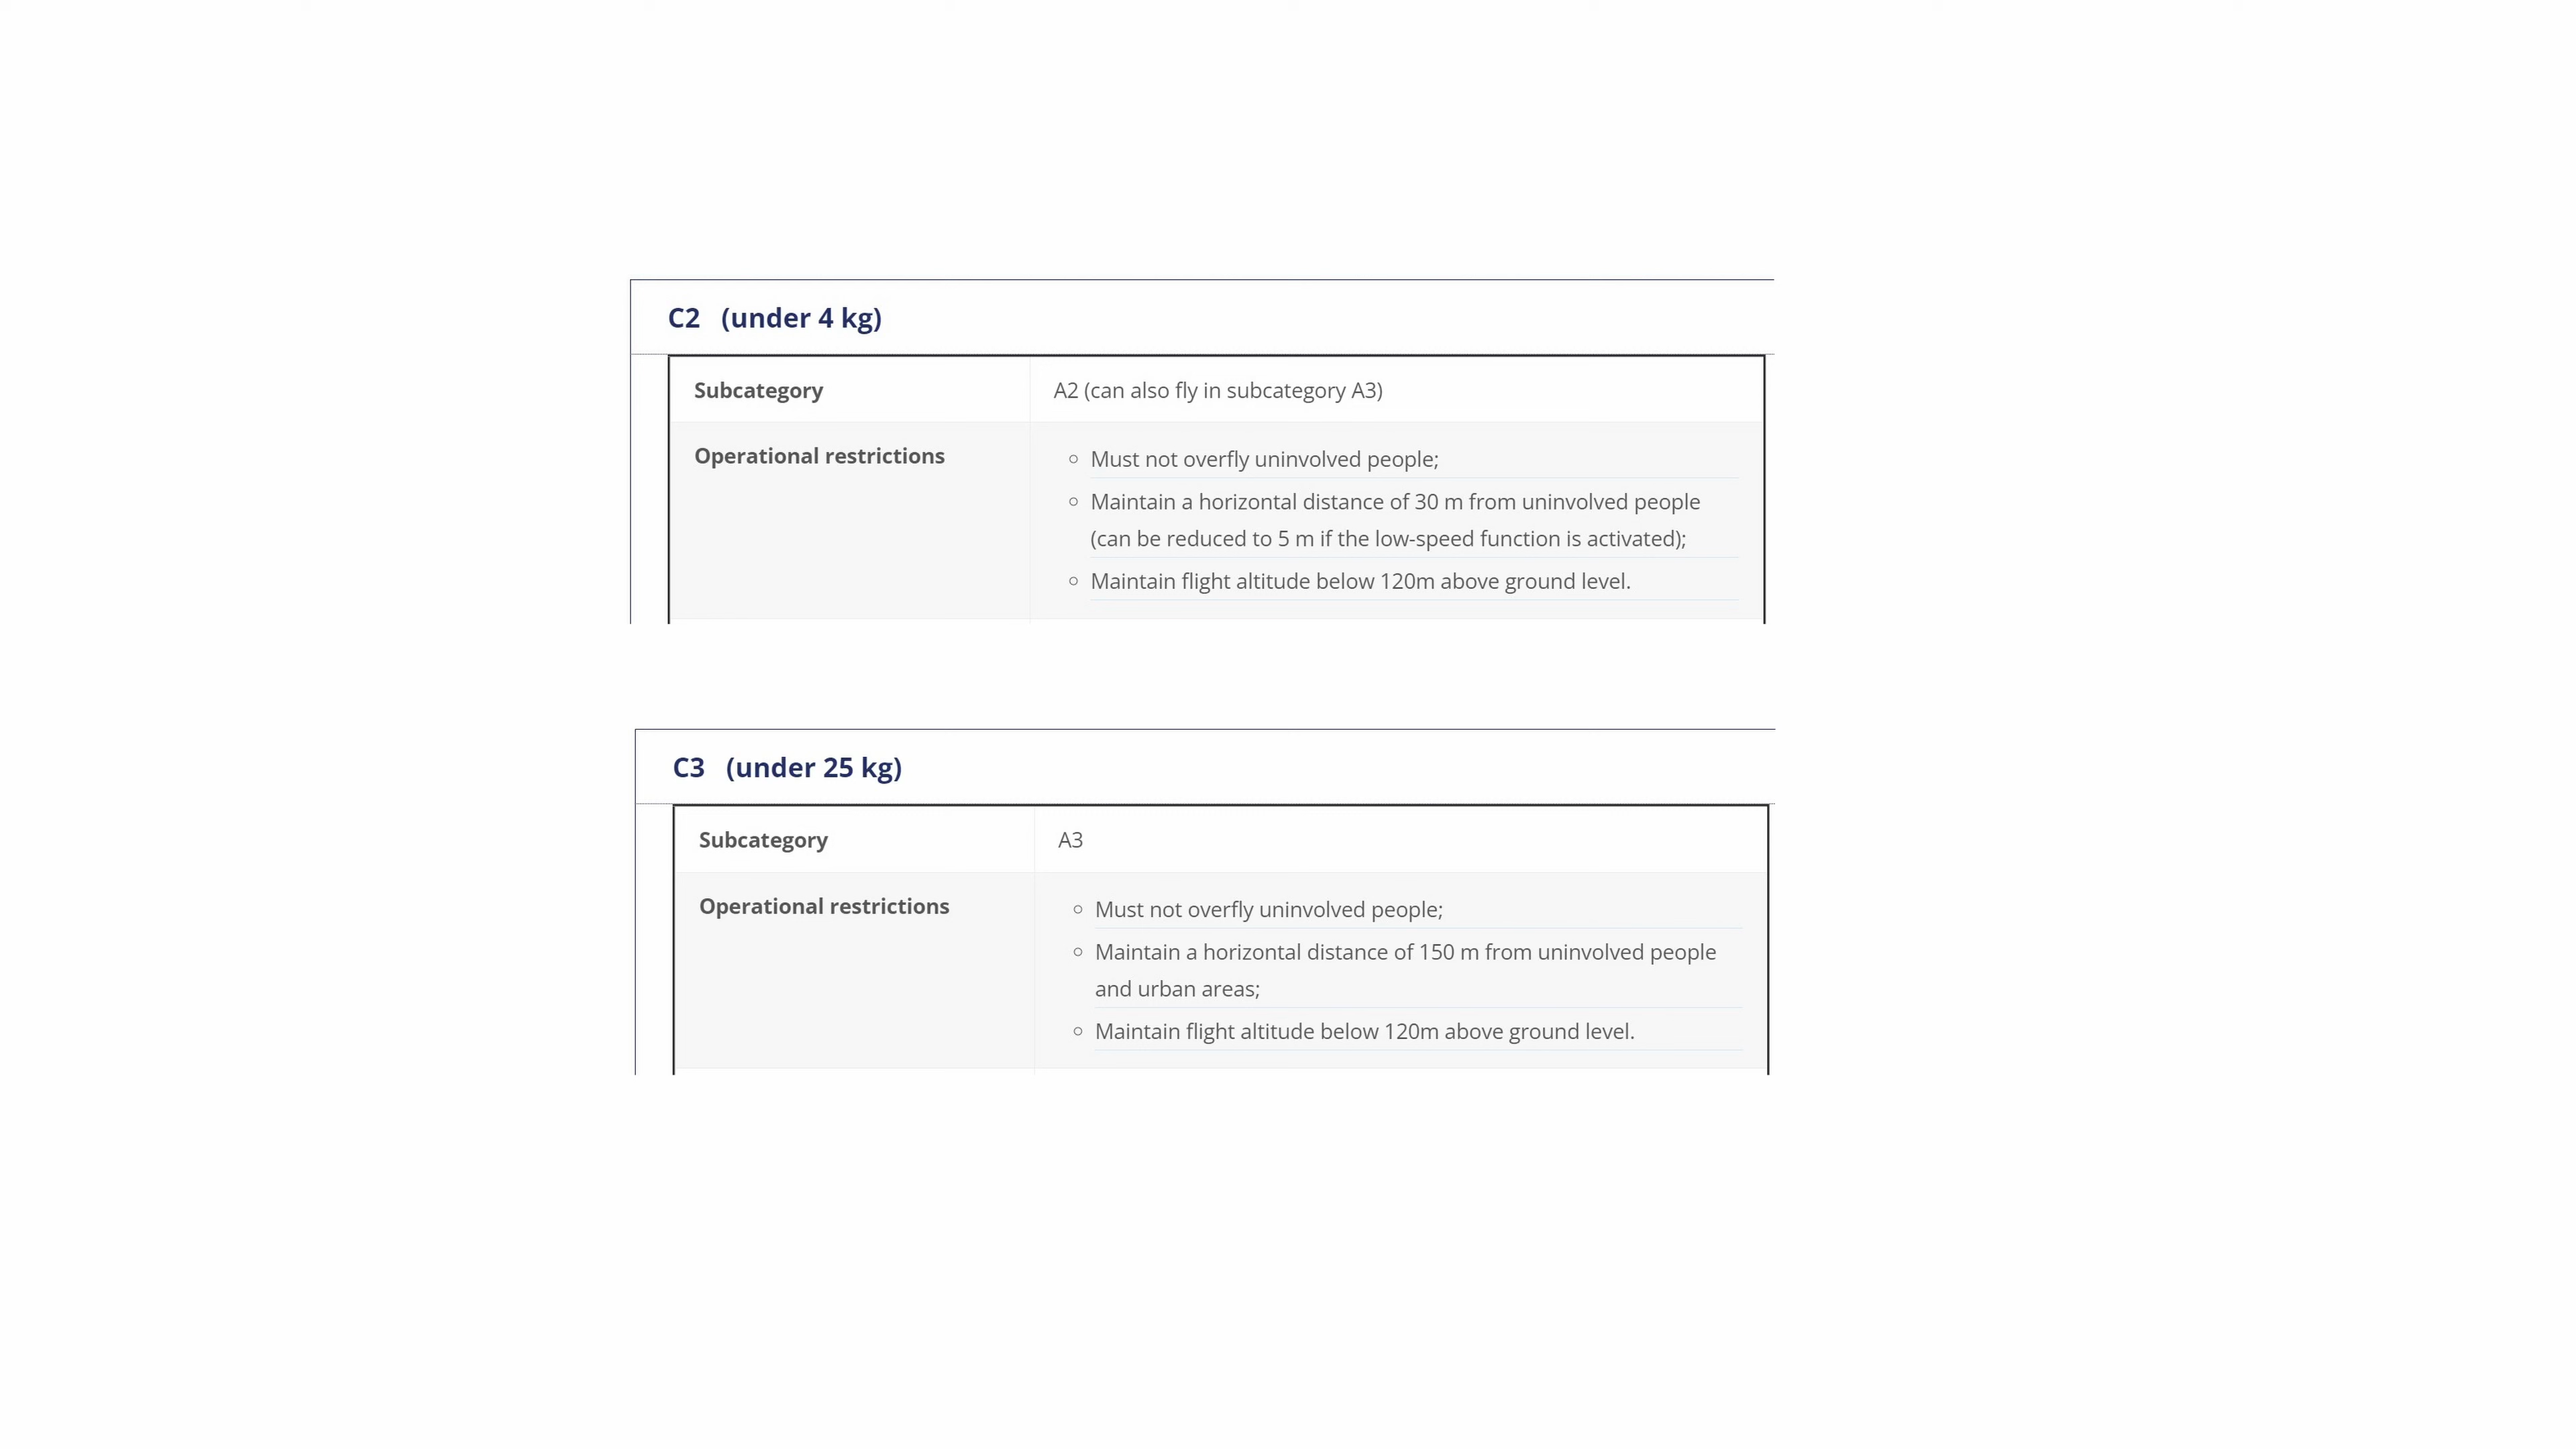 C2 (under 4 kg)
Subcategory A2 (can also fly in subcategory A3)
Operational restrictions
Must not overfly uninvolved people;
Maintain a horizontal distance of 30 m from uninvolved people
(can be reduced to 5 m if the low-speed function is activated);
Maintain flight altitude below 120m above ground level.
C3 (under 25 kg)
Subcategory A3
Operational restrictions
Must not overfly uninvolved people;
Maintain a horizontal distance of 150 m from uninvolved people
and urban areas;
Maintain flight altitude below 120m above ground level.